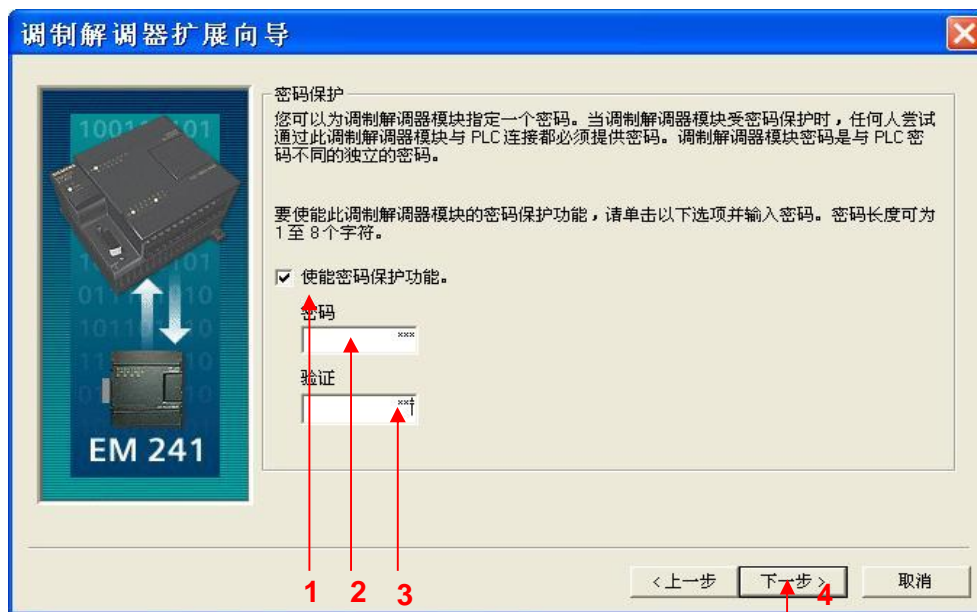 调制解调器扩展向导
密码保护
您可以为调制解调器模块指定一个密码。当调制解调器模块受密码保护时，任何人尝试
通过此调制解调器模块与 PLC 连接都必须提供密码。调制解调器模块密码是与 PLC 密
码不同的独立的密码。
要使能此调制解调器模块的密码保护功能，请单击以下选项并输入密码。密码长度可为
1 至 8 个字符。
使能密码保护功能。
密码
***
验证
***
EM 241
1 2 3
<上一步 下一步> 取消
4